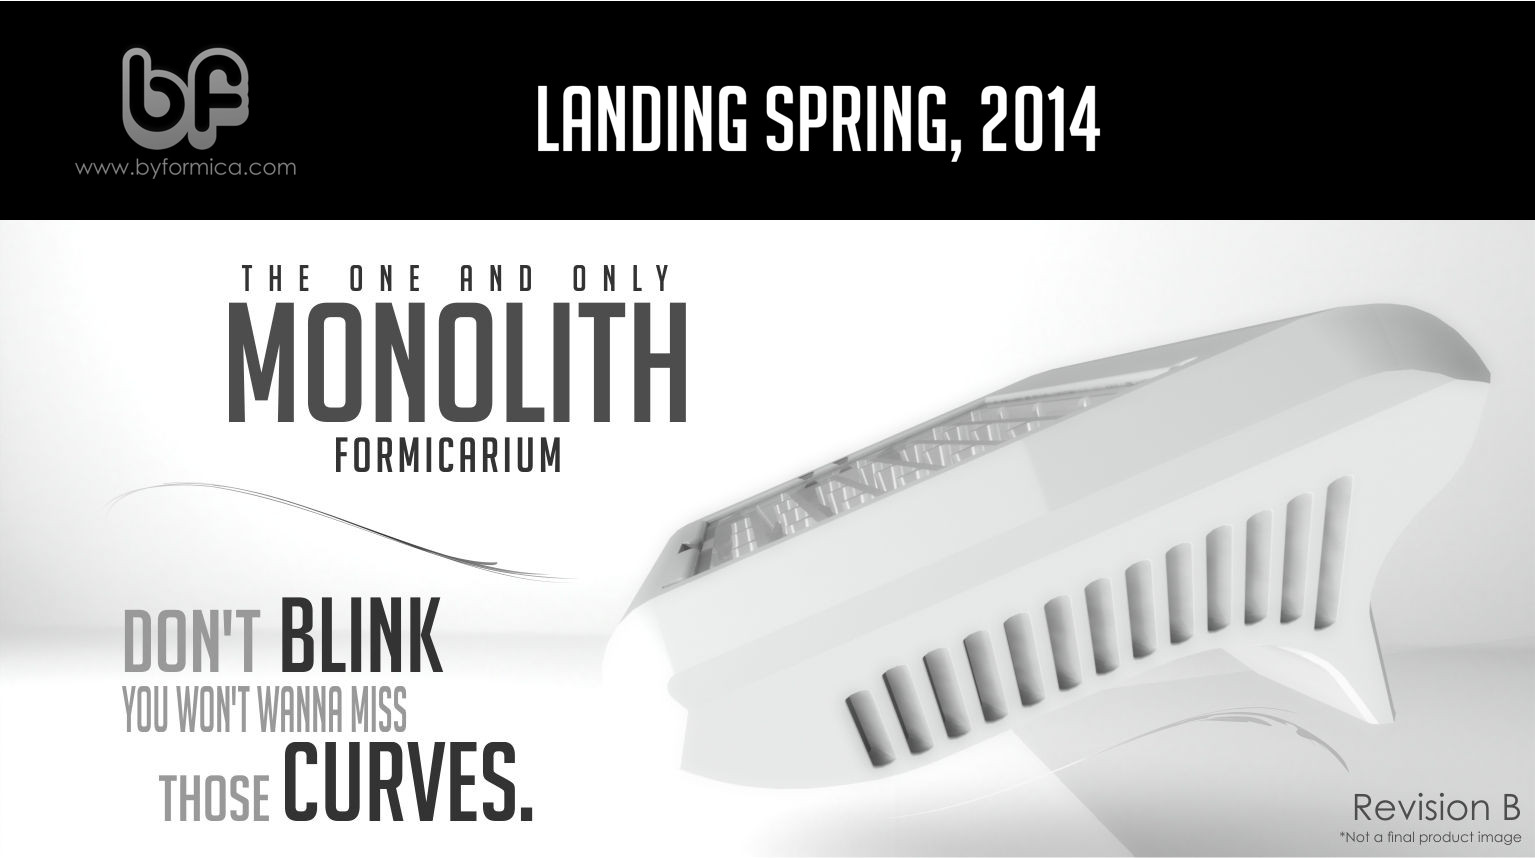 bf
www.byformica.com
LANDING SPRING, 2014
THE ONE AND ONLY
MONOLITH
FORMICARIUM
DON'T BLINK
YOU WON'T WANNA MISS
THOSE CURVES.
Revision B
*Not a final product image